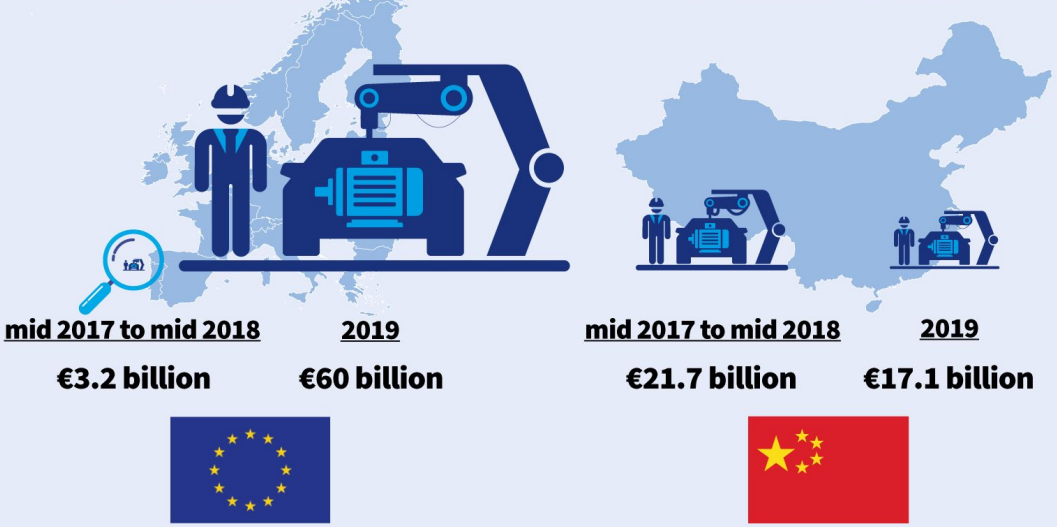 mid 2017 to mid 2018
2019
€3.2 billion
€60 billion
mid 2017 to mid 2018
2019
€21.7 billion
€17.1 billion